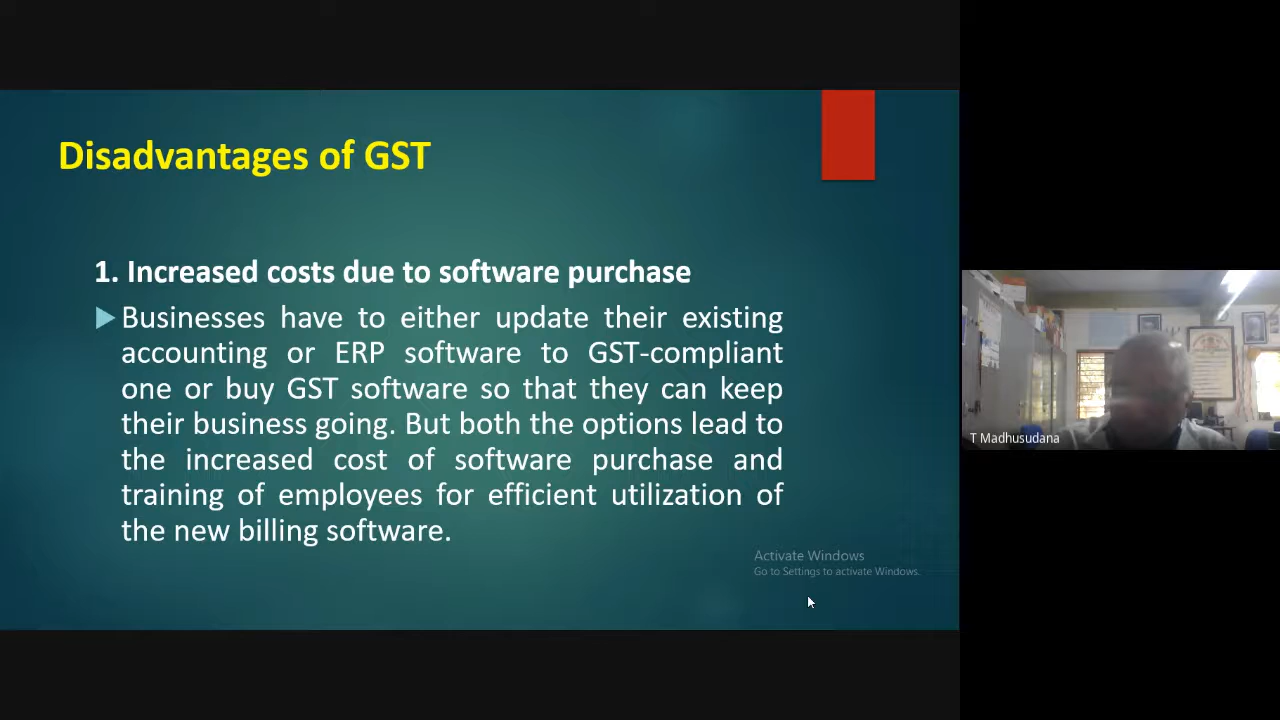 Disadvantages of GST
1. Increased costs due to software purchase
Businesses have to either update their existing
accounting or ERP software to GST-compliant
one or buy GST software so that they can keep
their business going. But both the options lead to
the increased cost of software purchase and
training of employees for efficient utilization of
the new billing software.
Activate Windows
Go to Settings to activate Windows.
T Madhusudana